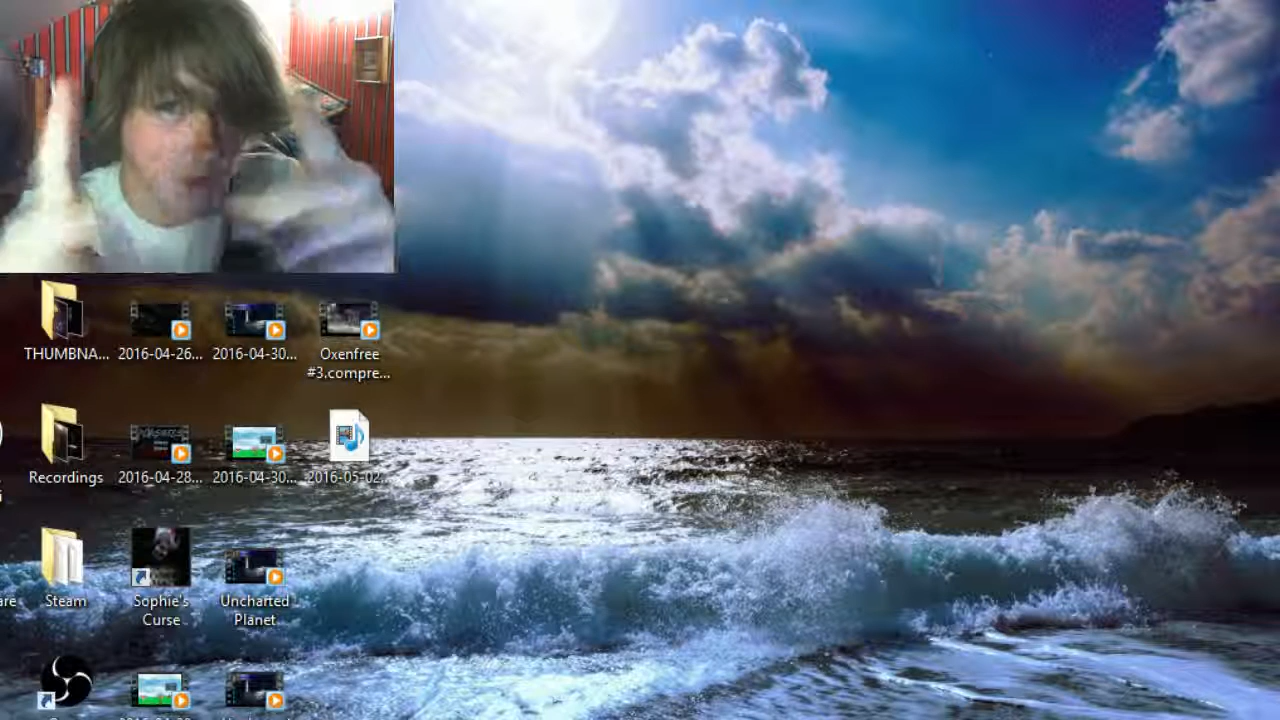 THUMBNA...
2016-04-26...
2016-04-30...
Oxenfree
#3.compre...
Recordings
2016-04-28...
2016-04-30...
2016-05-02...
are
Steam
Sophie's
Curse
Uncharted
Planet